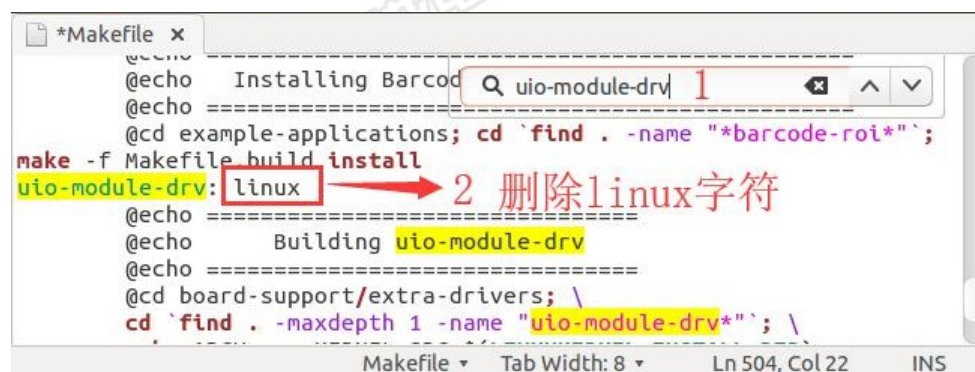 *Makefile ×
@echo ==========================================
@echo Installing Barcod
uio-module-drv 1
@echo ==========================================
@cd example-applications; cd `find . -name "*barcode-roi*"`;
make -f Makefile.build install
uio-module-drv: linux
2 删除linux字符
@echo ================================
@echo Building uio-module-drv
@echo ================================
@cd board-support/extra-drivers; \
cd `find . -maxdepth 1 -name "uio-module-drv*"`; \
Makefile ▾ Tab Width: 8 ▾ Ln 504, Col 22 INS